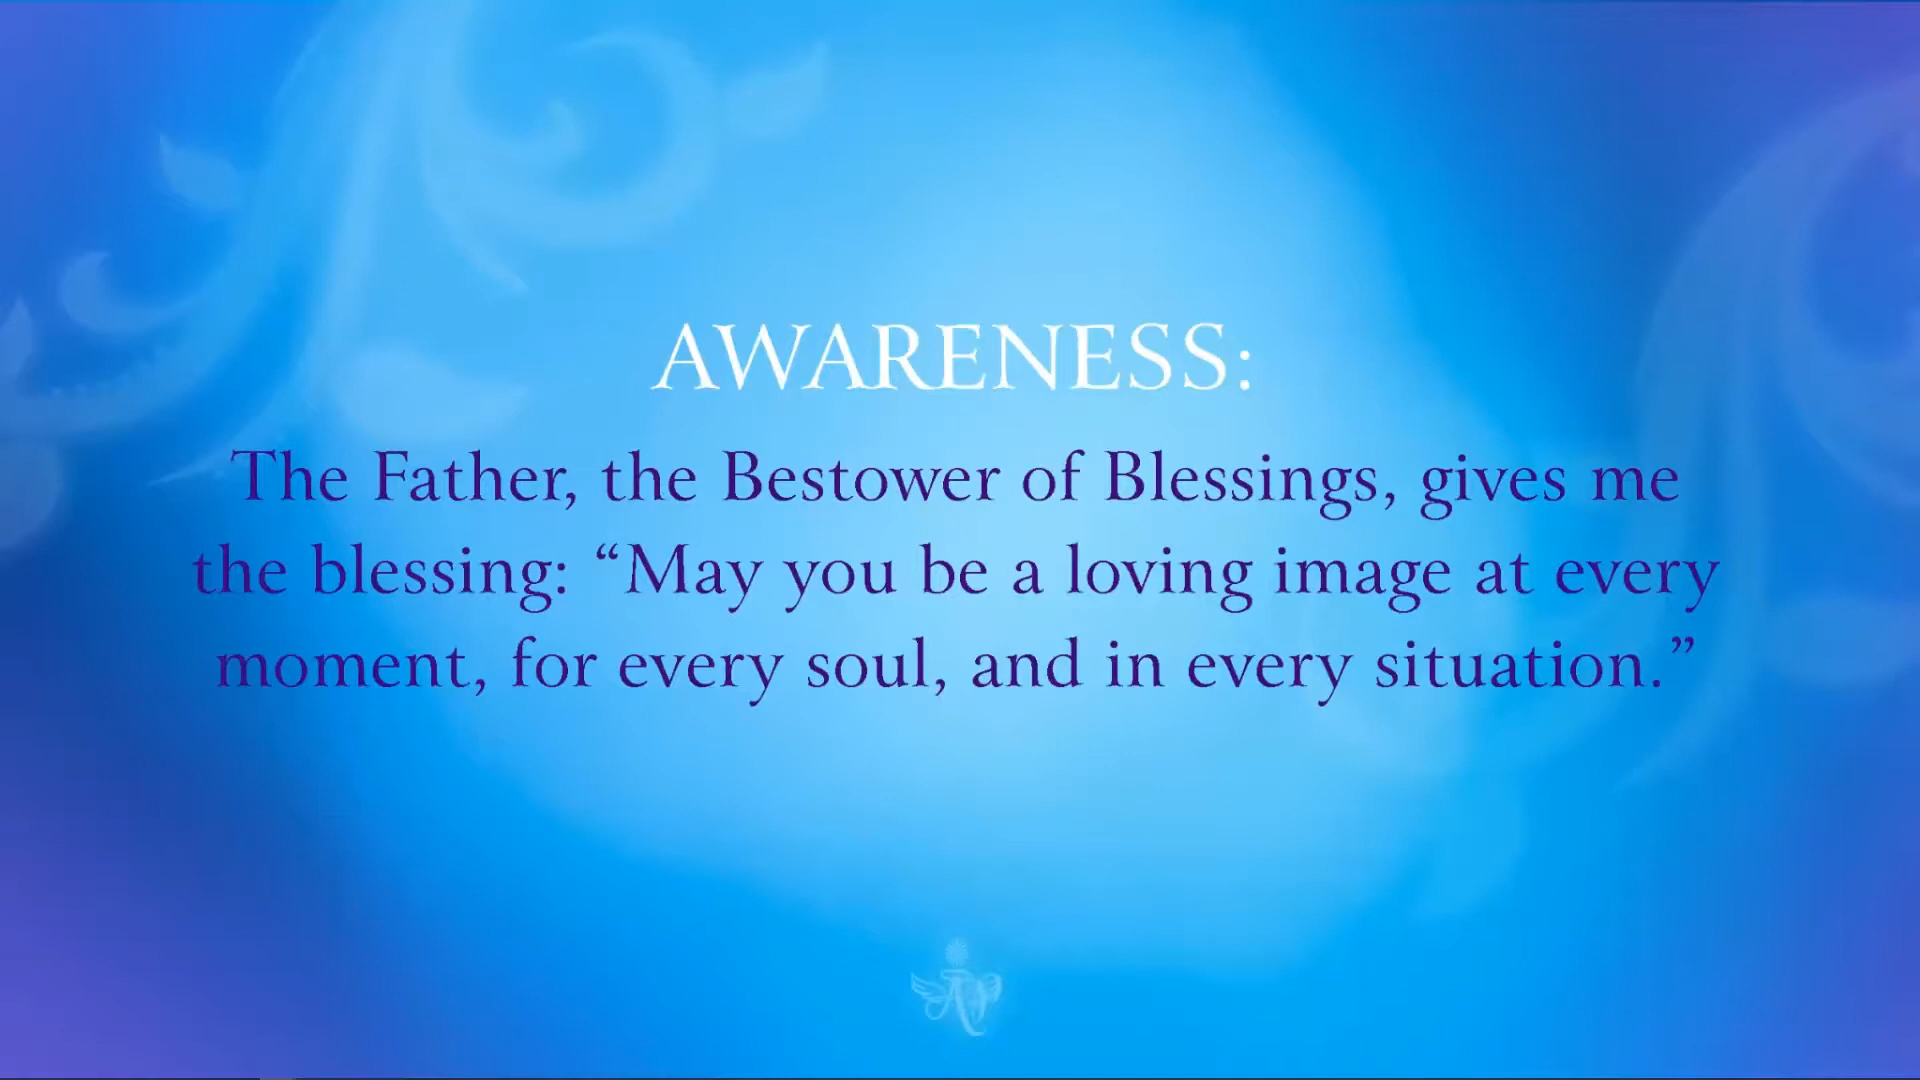 AWARENESS:
The Father, the Bestower of Blessings, gives me
the blessing: “May you be a loving image at every
moment, for every soul, and in every situation.”